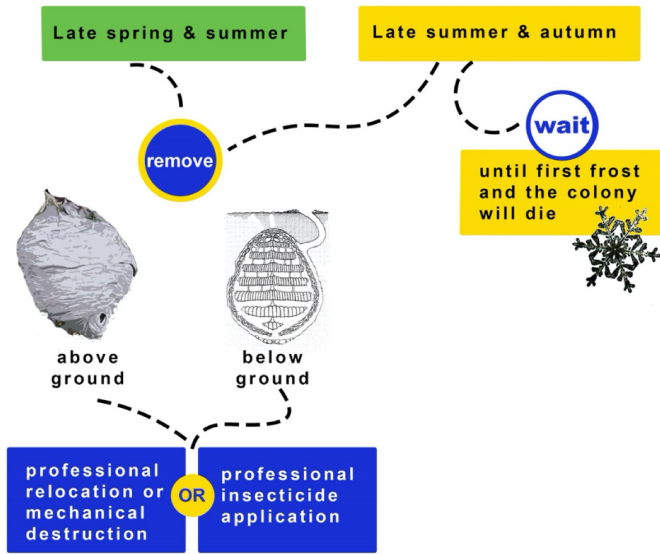 Late spring & summer
Late summer & autumn
remove
wait
until first frost
and the colony
will die
above
ground
below
ground
professional
relocation or
mechanical
destruction
OR
professional
insecticide
application